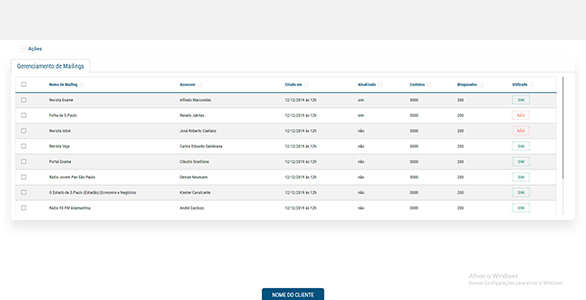 Ações
Gerenciamento de Mailings
Nome do Mailing Assessor Criado em Atualizado Contatos Bloqueados Utilizado
Revista Exame Alfredo Marcondes 12/12/2019 às 12h sim 3000 200 SIM
Folha de S.Paulo Renata Jabitas 12/12/2019 às 12h sim 3000 200 NÃO
Revista José Roberto Caetano 12/12/2019 às 12h não 3000 200 NÃO
Revista Veja Carlos Eduardo 12/12/2019 às 12h não 3000 200 SIM
Portal Exame Cláudio Gradilone 12/12/2019 às 12h não 3000 200 SIM
Rádio Jovem Pan São Paulo Denise Neumann 12/12/2019 às 12h não 3000 200 SIM
O Estado de S.Paulo (Estadão) Economia e Negócios Klester Cavalcante 12/12/2019 às 12h não 3000 200 SIM
Rádio 93 FM Adamantina André Cardozo 12/12/2019 às 12h não 3000 200 SIM
Ativar o Windows
Acesse Configurações para ativar o Windows.
NOME DO CLIENTE